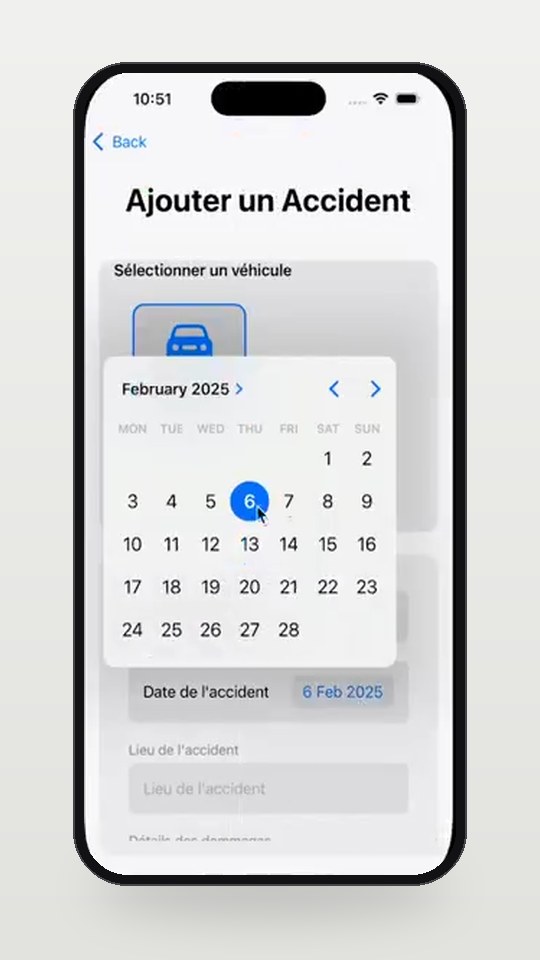 10:51
Back
Ajouter un Accident
Sélectionner un véhicule
February 2025
MON TUE WED THU FRI SAT SUN
1 2
3 4 5 6 7 8 9
10 11 12 13 14 15 16
17 18 19 20 21 22 23
24 25 26 27 28
Date de l'accident 6 Feb 2025
Lieu de l'accident
Lieu de l'accident
Détails des dommages